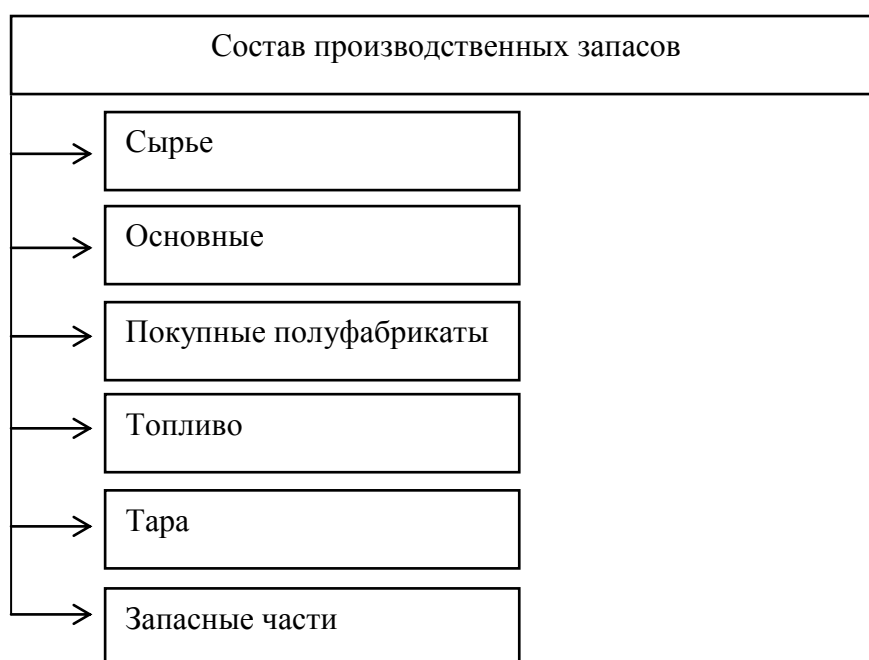 Состав производственных запасов
Сырье
Основные
Покупные полуфабрикаты
Топливо
Тара
Запасные части